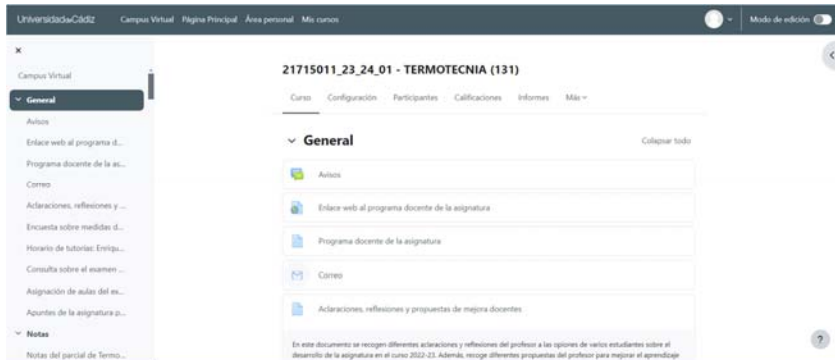 Universidad de Cádiz
Campus Virtual Página Principal Área personal Mis cursos
Modo de edición
Campus Virtual
General
Avisos
Enlace web al programa d...
Programa docente de la as...
Correo
Aclaraciones, reflexiones y ...
Encuesta sobre medidas d...
Horario de tutorías: Enriqu...
Consulta sobre el examen ...
Asignación de aulas del ex...
Apuntes de la asignatura p...
Notas
Notas del parcial de Termo...
21715011_23_24_01 - TERMOTECNIA (131)
Curso Configuración Participantes Calificaciones Informes Más
General
Colapsar todo
Avisos
Enlace web al programa docente de la asignatura
Programa docente de la asignatura
Correo
Aclaraciones, reflexiones y propuestas de mejora docentes
En este documento se recogen diferentes aclaraciones y reflexiones del profesor a las opiones de varios estudiantes sobre el
desarrollo de la asignatura en el curso 2022-23. Además, recoge diferentes propuestas del profesor para mejorar el aprendizaje
?